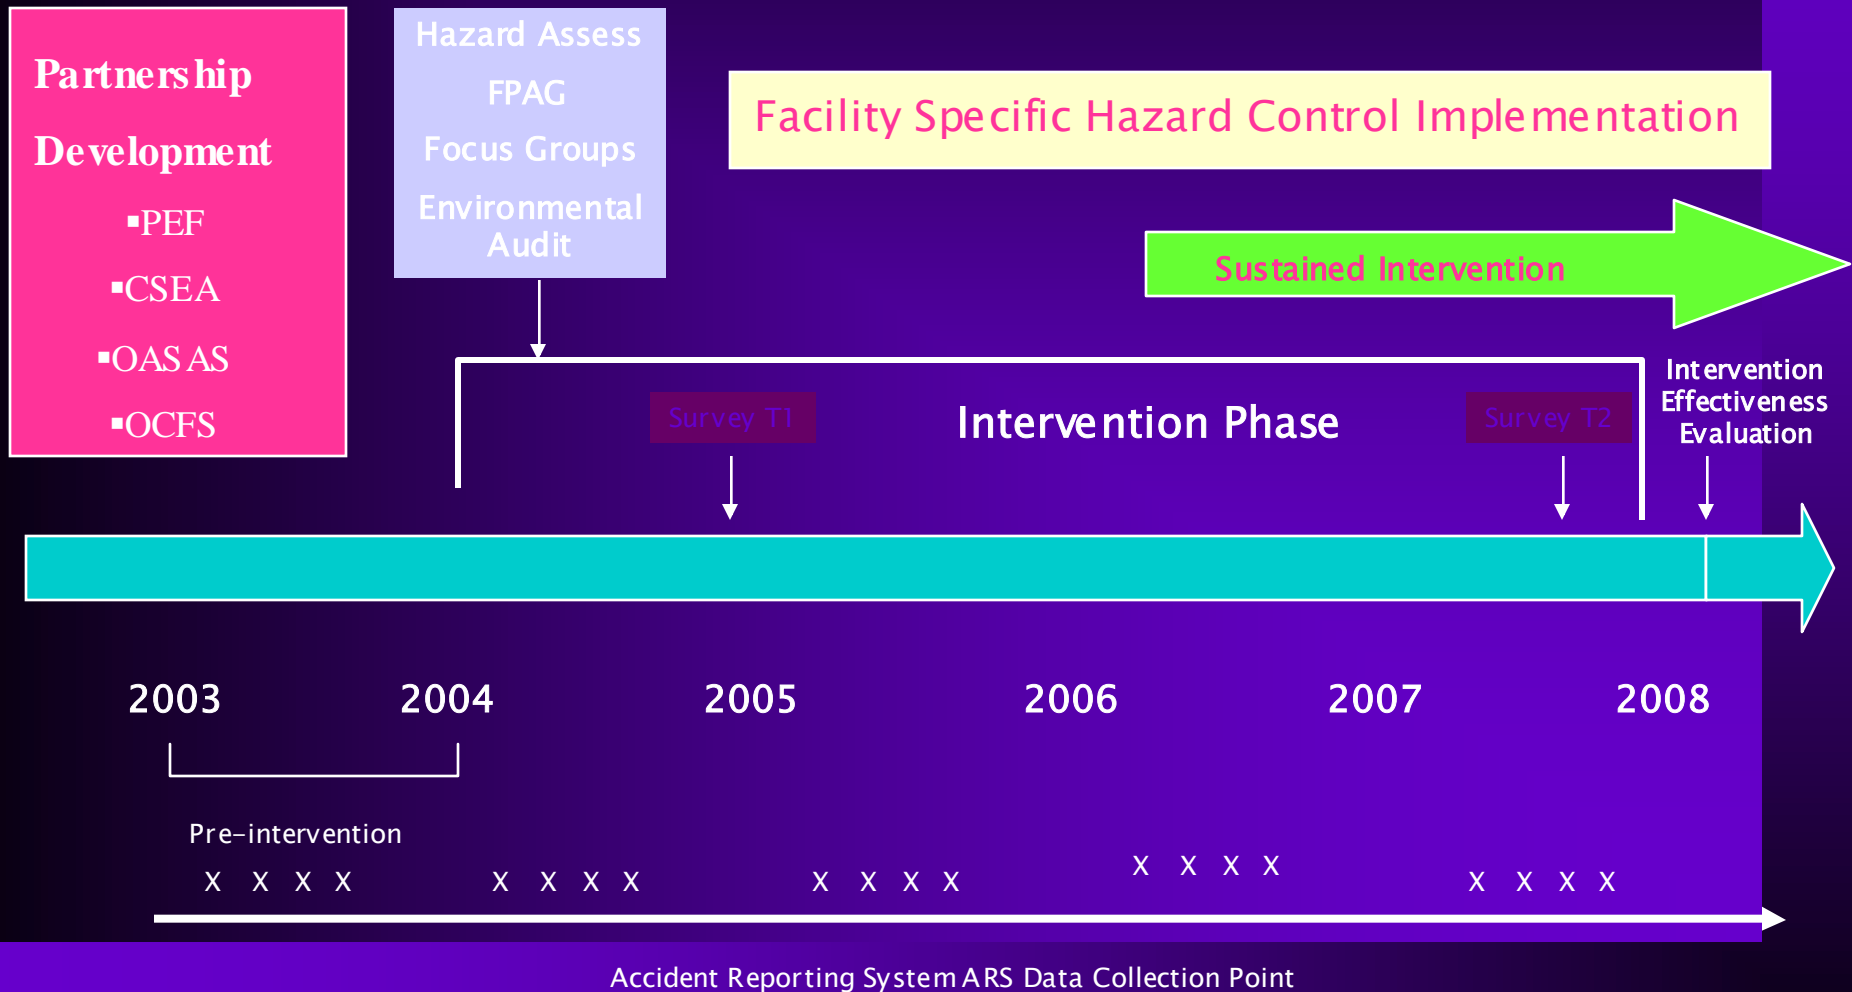 Partnership
Development
▪PEF
▪CSEA
▪OASAS
▪OCFS
Hazard Assess
FPAG
Focus Groups
Environmental
Audit
Facility Specific Hazard Control Implementation
Sustained Intervention
Survey T1
Intervention Phase
Survey T2
Intervention
Effectiveness
Evaluation
2003 2004 2005 2006 2007 2008
Pre-intervention
X X X X X X X X X X X X X X X X X X X X
Accident Reporting System ARS Data Collection Point